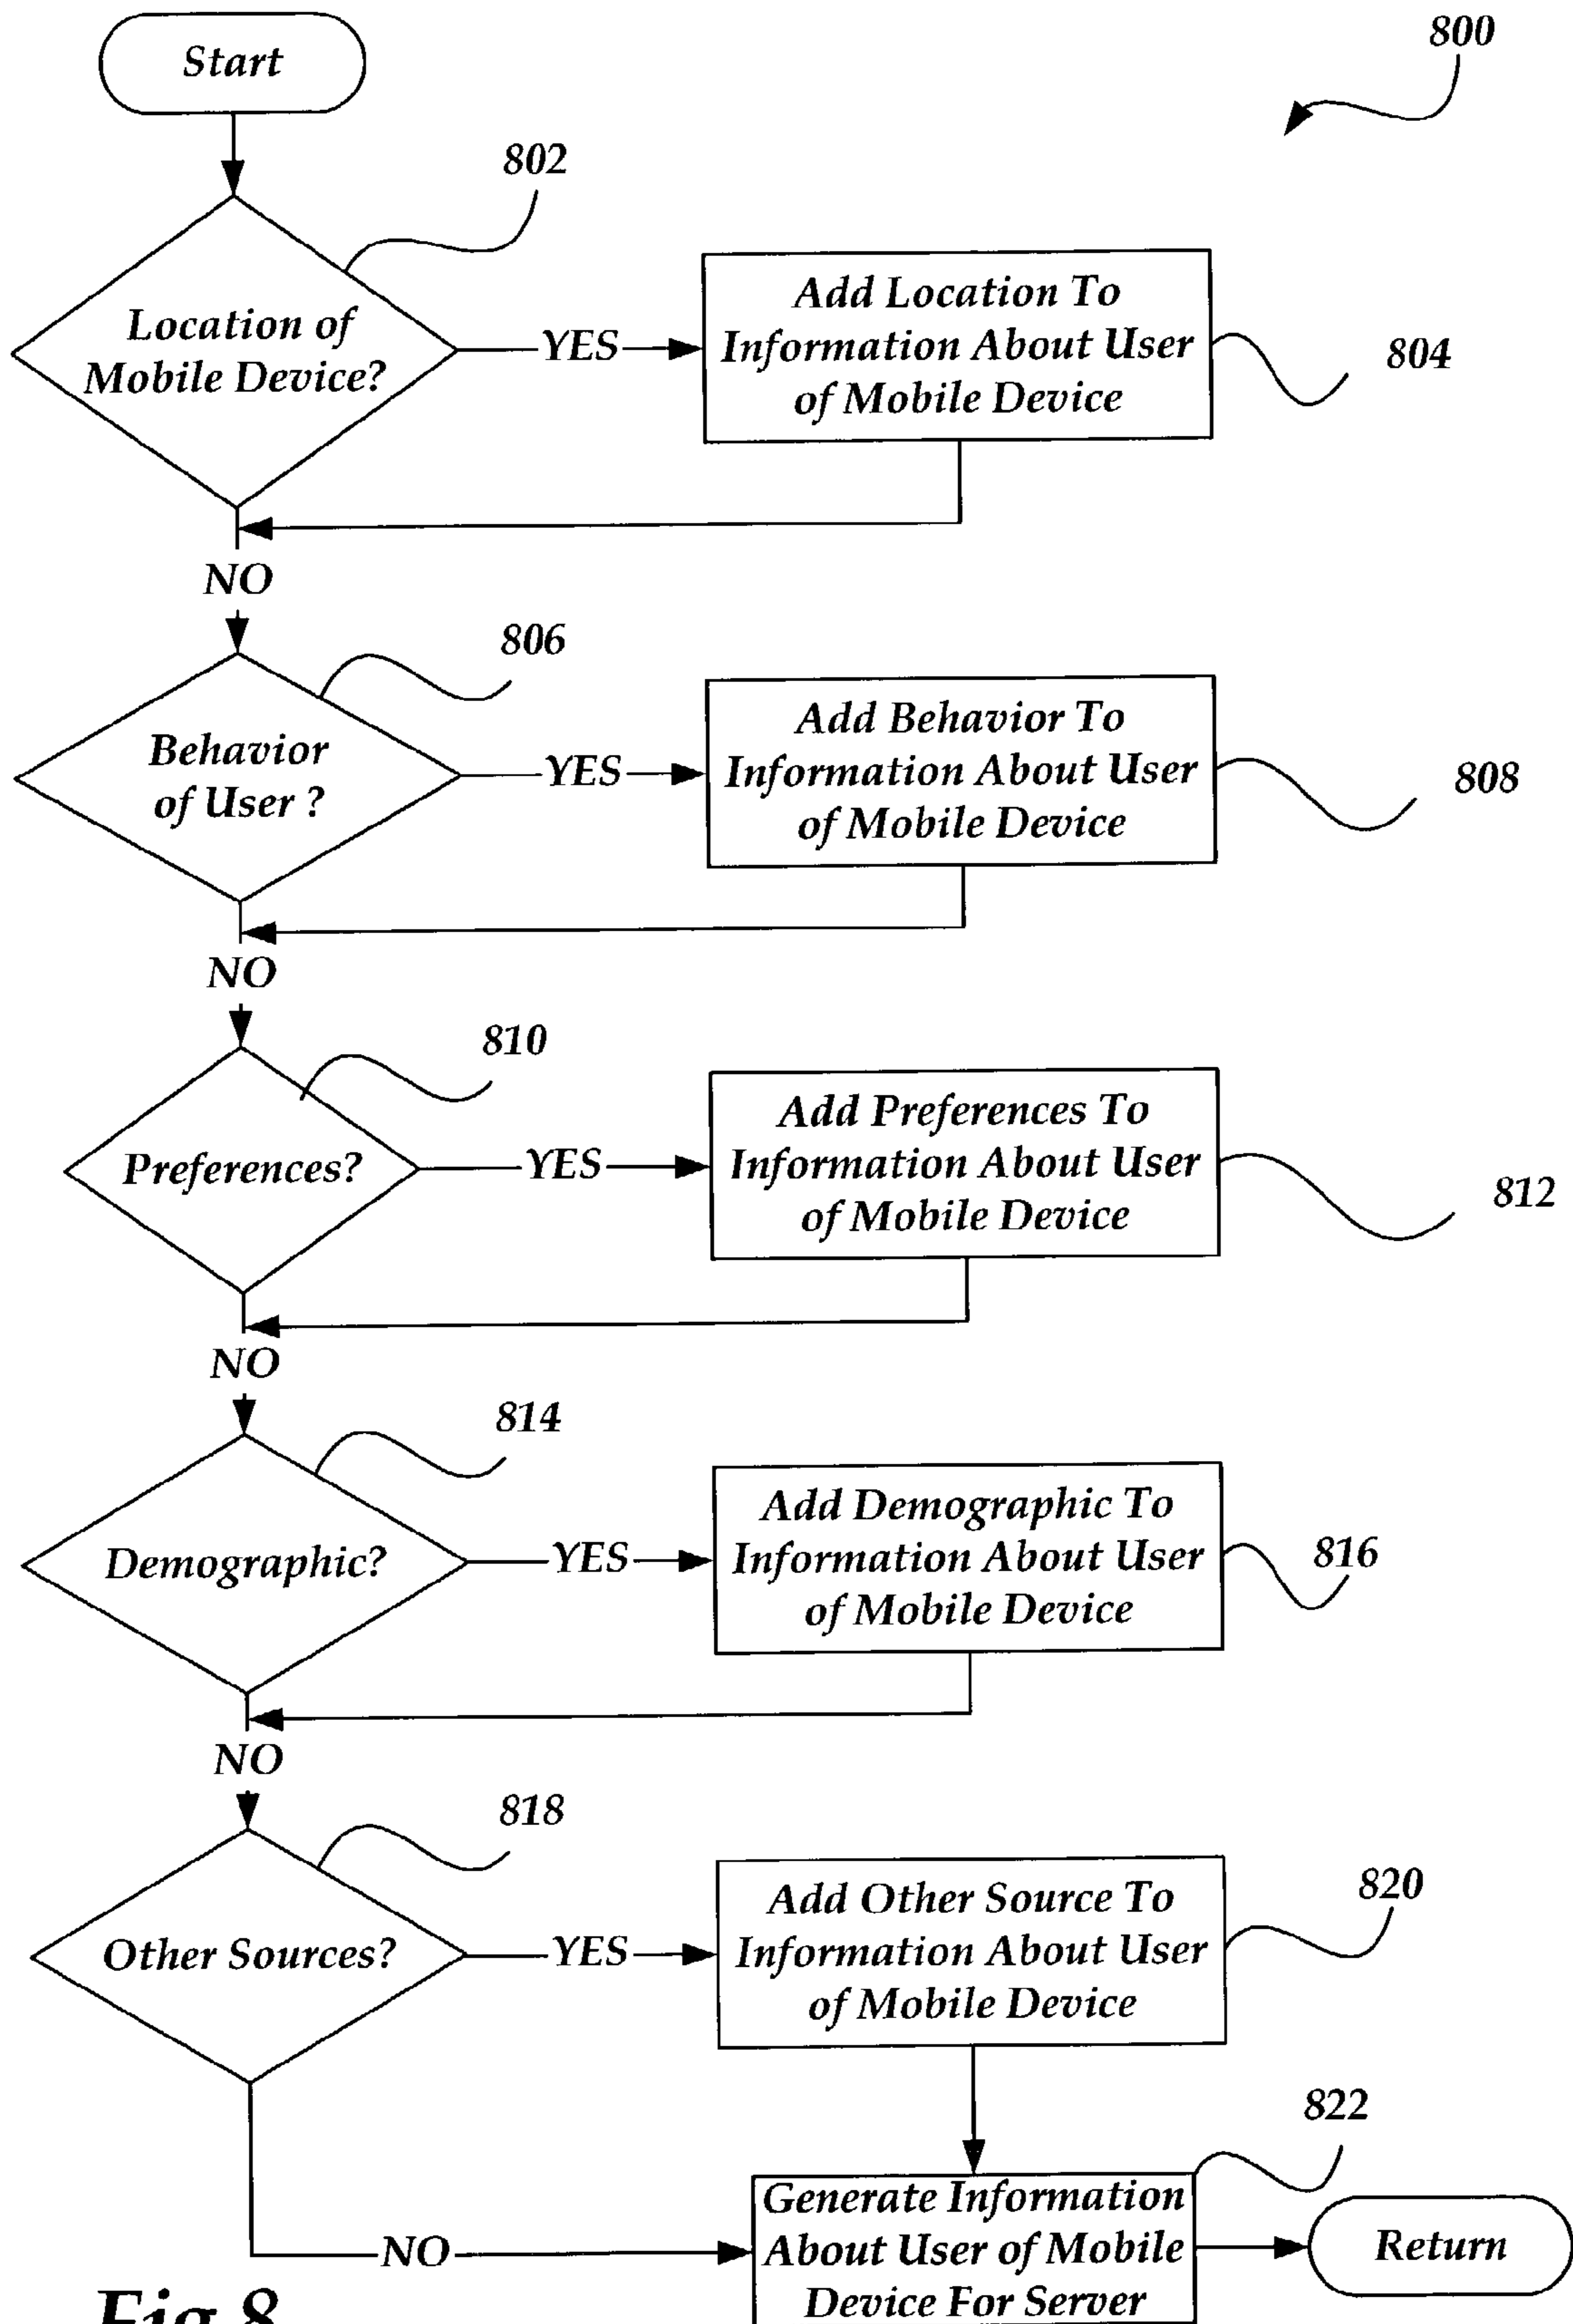 Start
800
802
Location of
Mobile Device?
YES
Add Location To
Information About User
of Mobile Device
804
NO
806
Behavior
of User ?
YES
Add Behavior To
Information About User
of Mobile Device
808
NO
810
Preferences?
YES
Add Preferences To
Information About User
of Mobile Device
812
NO
814
Demographic?
YES
Add Demographic To
Information About User
of Mobile Device
816
NO
818
Other Sources?
YES
Add Other Source To
Information About User
of Mobile Device
820
822
NO
Generate Information
About User of Mobile
Device For Server
Return
Fig 8